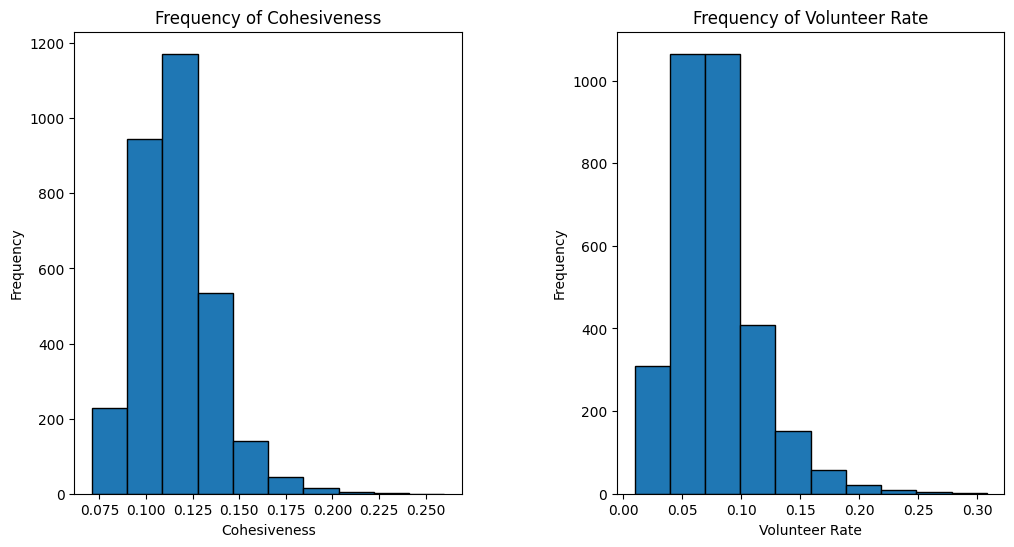 Frequency of Cohesiveness
1200
1000
800
600
400
200
0
Frequency
0.075 0.100 0.125 0.150 0.175 0.200 0.225 0.250
Cohesiveness
Frequency of Volunteer Rate
1000
800
600
400
200
0
Frequency
0.00 0.05 0.10 0.15 0.20 0.25 0.30
Volunteer Rate